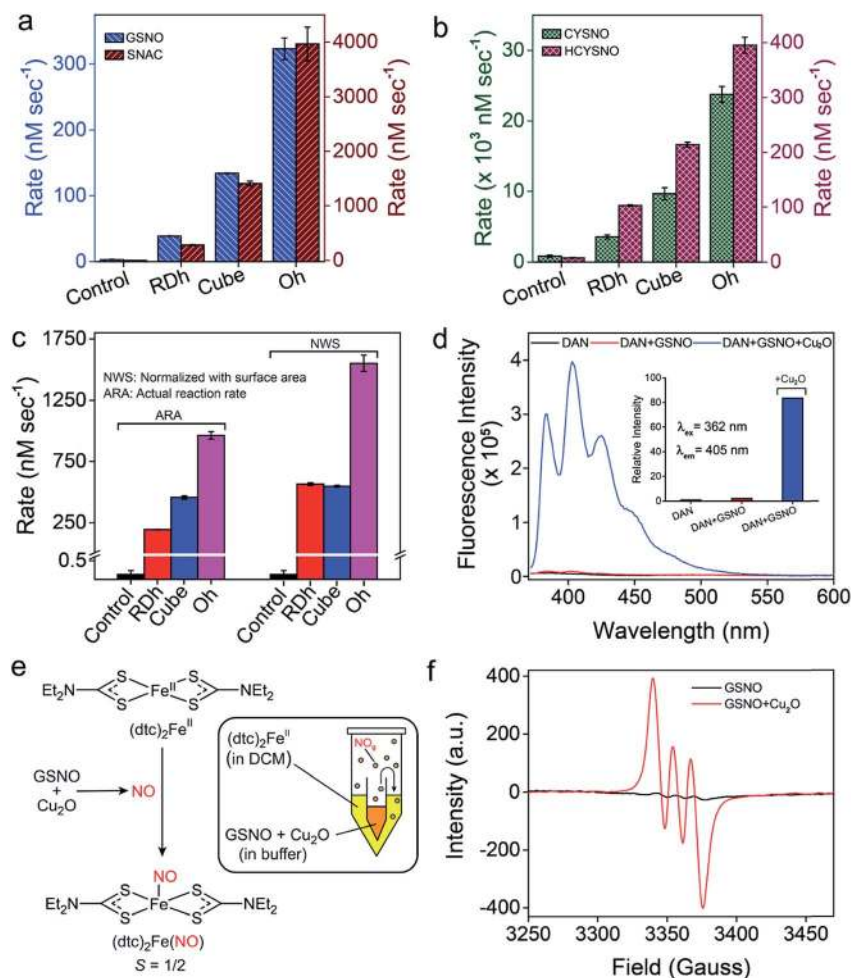 a
GSNO
SNAC
Rate (nM sec⁻¹)
300
200
100
0
Rate (nM sec⁻¹)
4000
3000
2000
1000
0
Control
RDh
Cube
Oh
b
CYSNO
HCYSNO
Rate (x 10³ nM sec⁻¹)
30
20
10
0
Rate (nM sec⁻¹)
400
300
200
100
0
Control
RDh
Cube
Oh
c
Rate (nM sec⁻¹)
1750
1250
750
250
0.5
NWS
NWS: Normalized with surface area
ARA: Actual reaction rate
ARA
Control
RDh
Cube
Oh
Control
RDh
Cube
Oh
d
DAN
DAN+GSNO
DAN+GSNO+Cu₂O
Fluorescence Intensity
(x 10⁵)
4
2
0
400
450
500
550
600
Wavelength (nm)
Relative Intensity
100
80
60
40
20
0
+Cu₂O
λex= 362 nm
λem= 405 nm
DAN
DAN+GSNO
DAN+GSNO
e
Et₂N
S
S
Feᴵᴵ
S
S
NEt₂
(dtc)₂Feᴵᴵ
GSNO
+
Cu₂O
NO
NO
Et₂N
S
S
Fe
S
S
NEt₂
(dtc)₂Fe(NO)
S = 1/2
(dtc)₂Feᴵᴵ
(in DCM)
NOg
GSNO + Cu₂O
(in buffer)
f
GSNO
GSNO+Cu₂O
Intensity (a.u.)
400
200
0
-200
-400
3250
3300
3350
3400
3450
Field (Gauss)